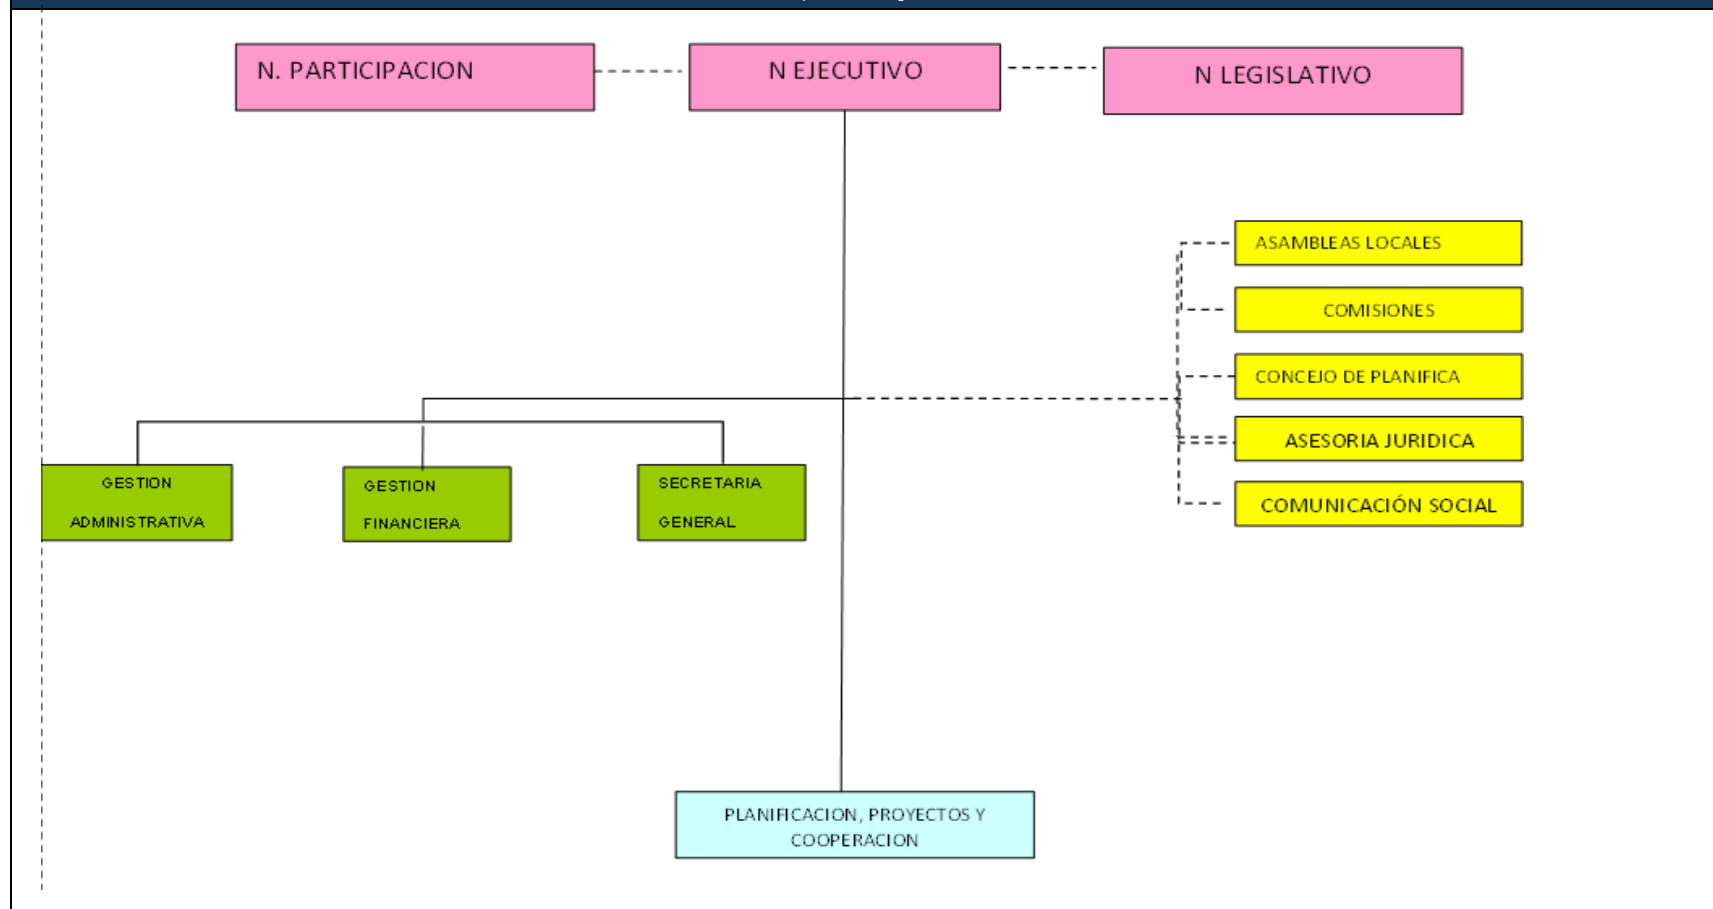 N. PARTICIPACION
N EJECUTIVO
N LEGISLATIVO
ASAMBLEAS LOCALES
COMISIONES
CONCEJO DE PLANIFICA
ASESORIA JURIDICA
COMUNICACIÓN SOCIAL
GESTION
ADMINISTRATIVA
GESTION
FINANCIERA
SECRETARIA
GENERAL
PLANIFICACION, PROYECTOS Y
COOPERACION